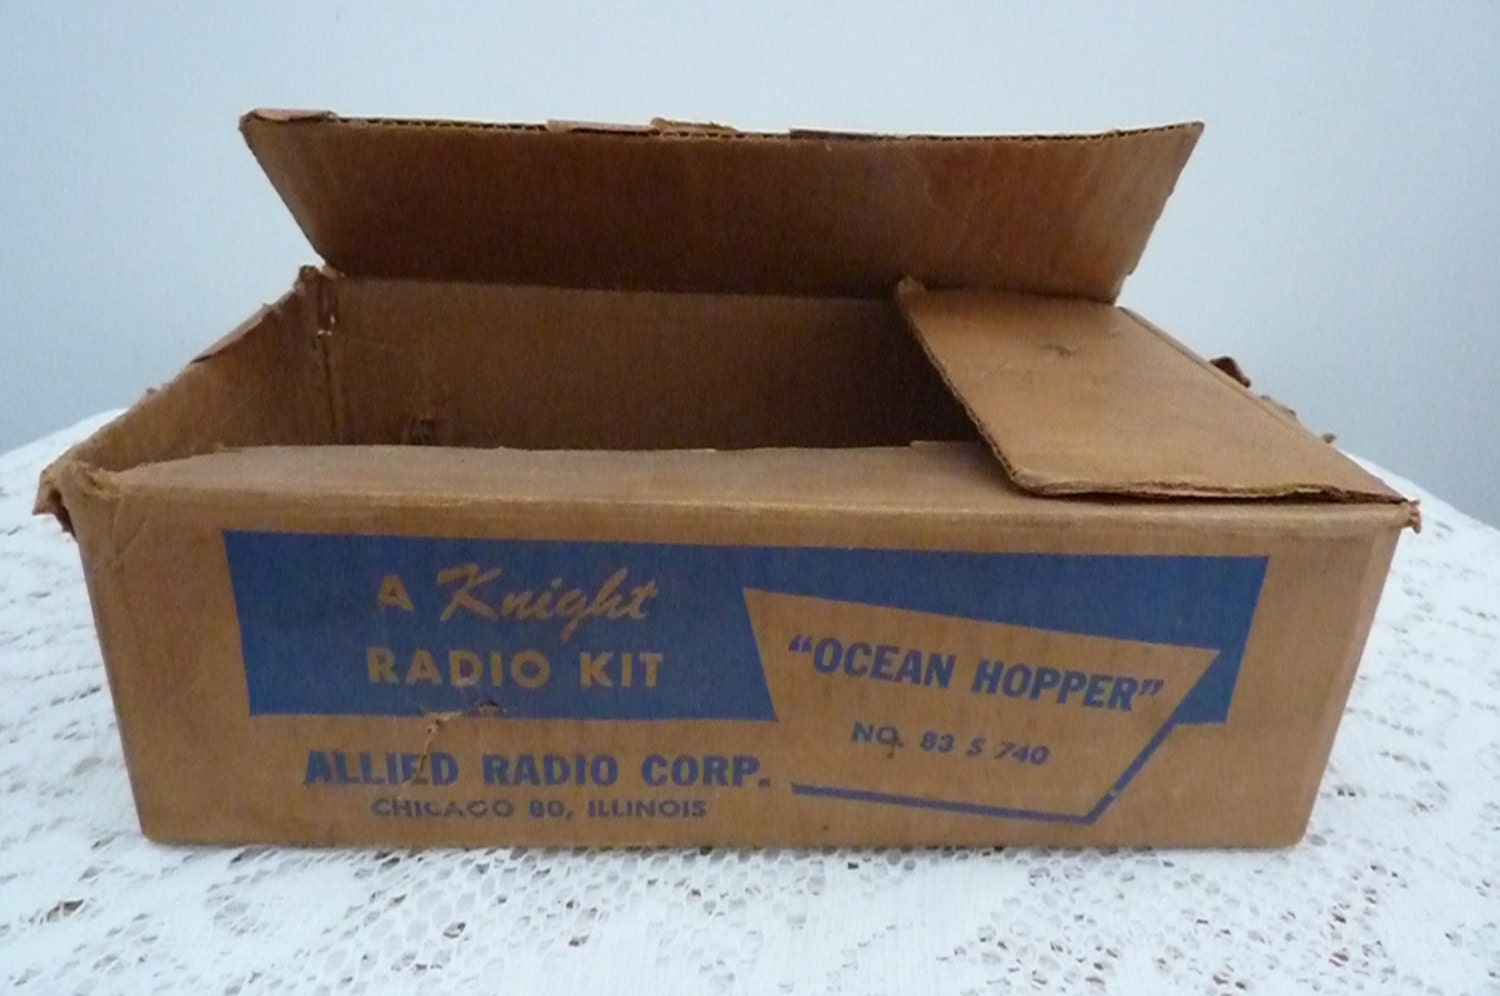 A Knight
RADIO KIT
"OCEAN HOPPER"
NO. 83 S 740
ALLIED RADIO CORP.
CHICAGO 80, ILLINOIS